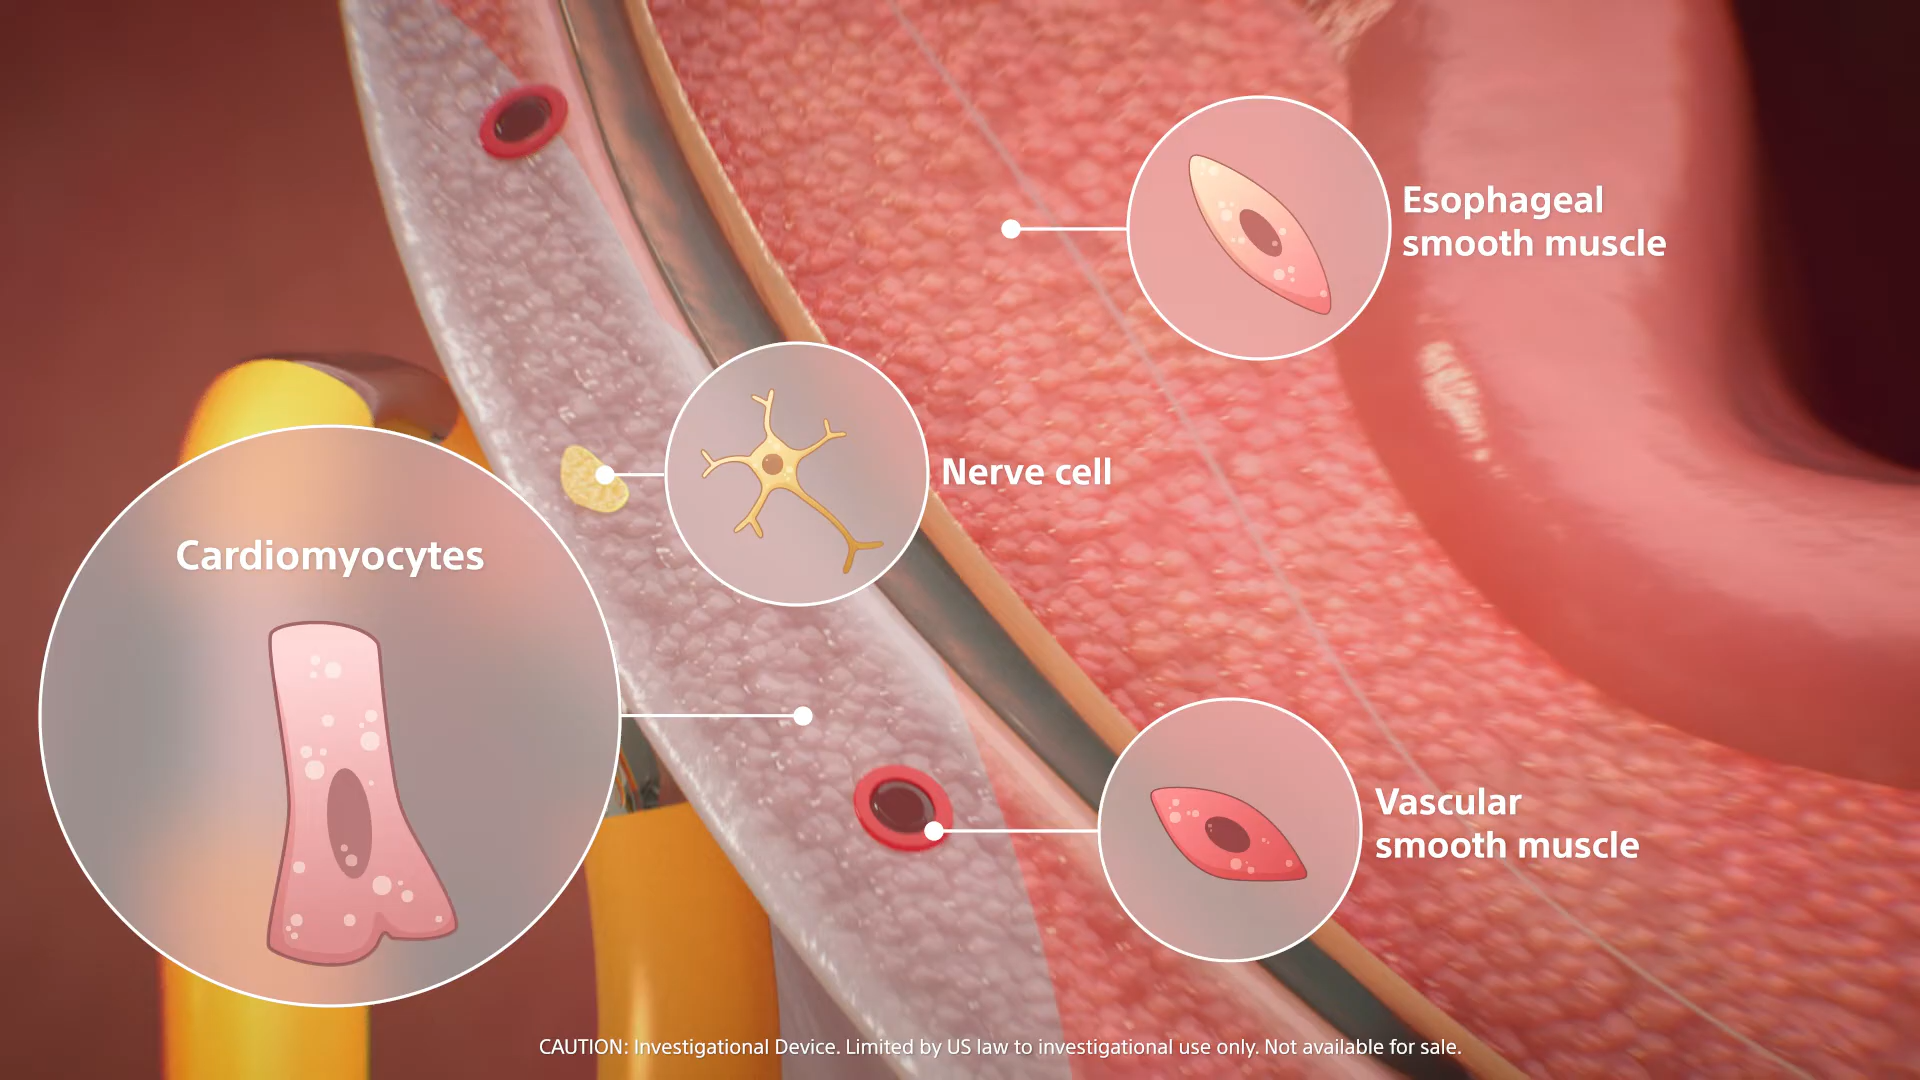 Esophageal
smooth muscle
Nerve cell
Cardiomyocytes
Vascular
smooth muscle
CAUTION: Investigational Device. Limited by US law to investigational use only. Not available for sale.